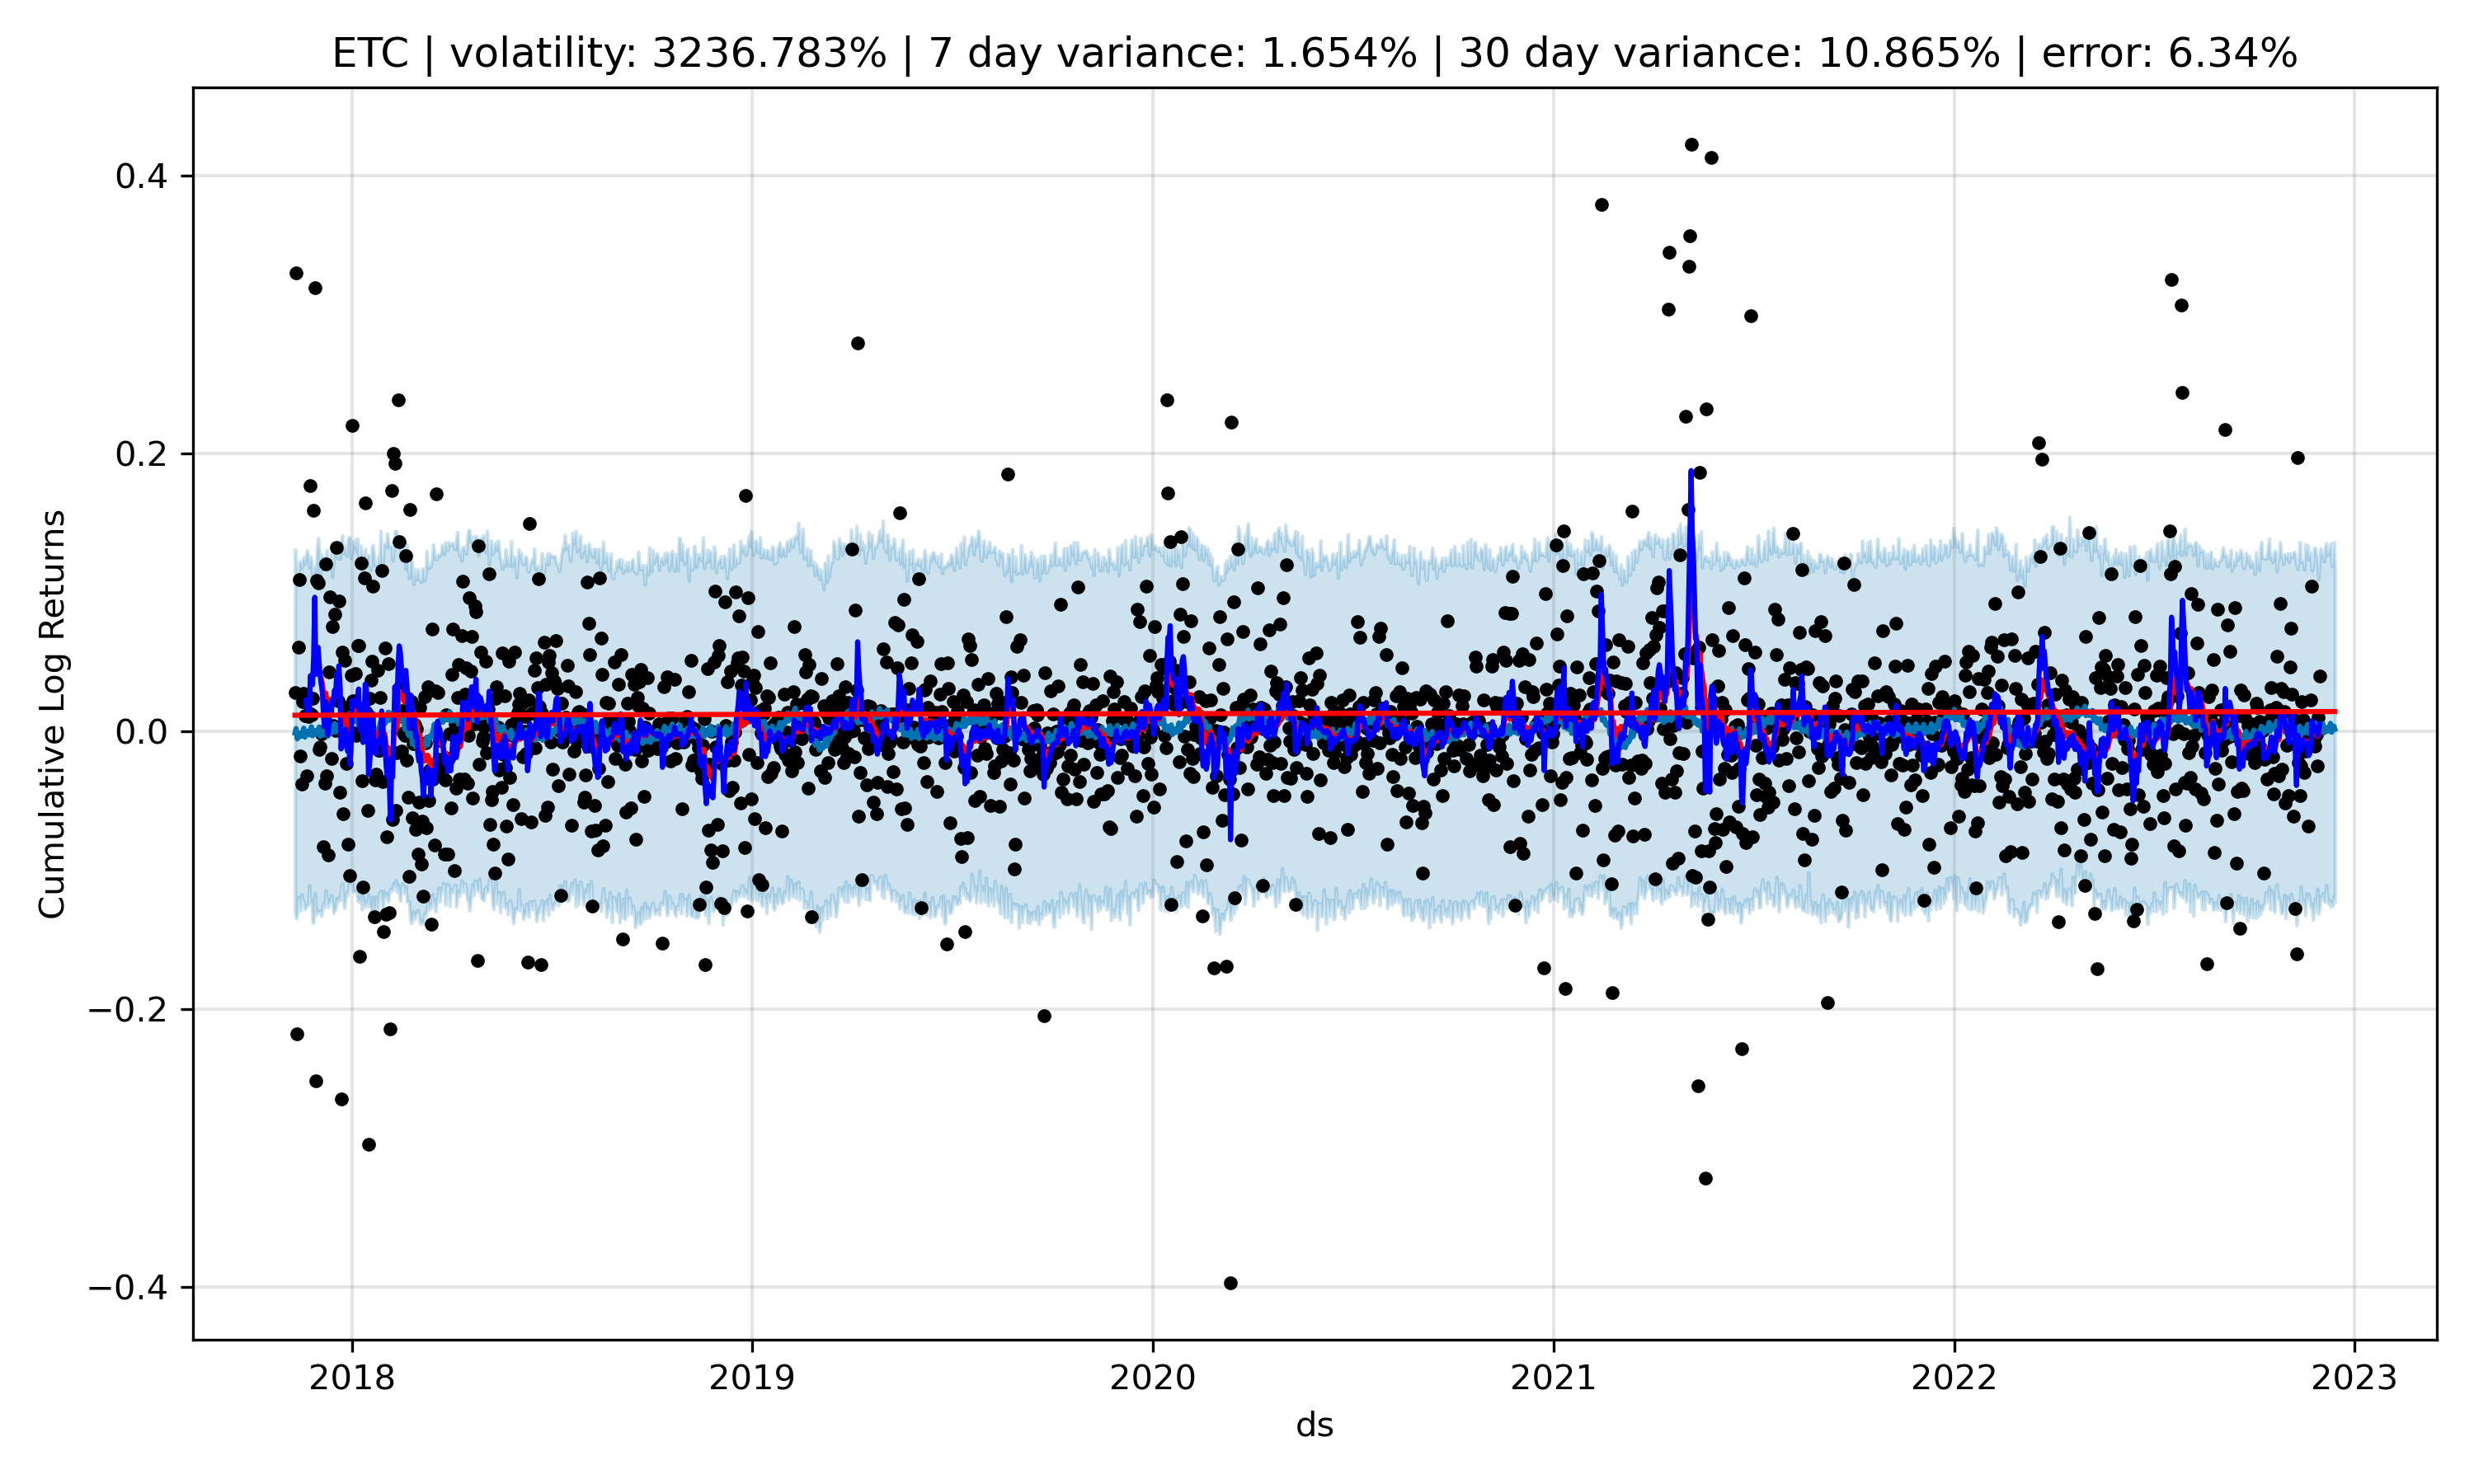 ETC | volatility: 3236.783% | 7 day variance: 1.654% | 30 day variance: 10.865% | error: 6.34%
Cumulative Log Returns
0.4
0.2
0.0
−0.2
−0.4
2018 2019 2020 2021 2022 2023
ds